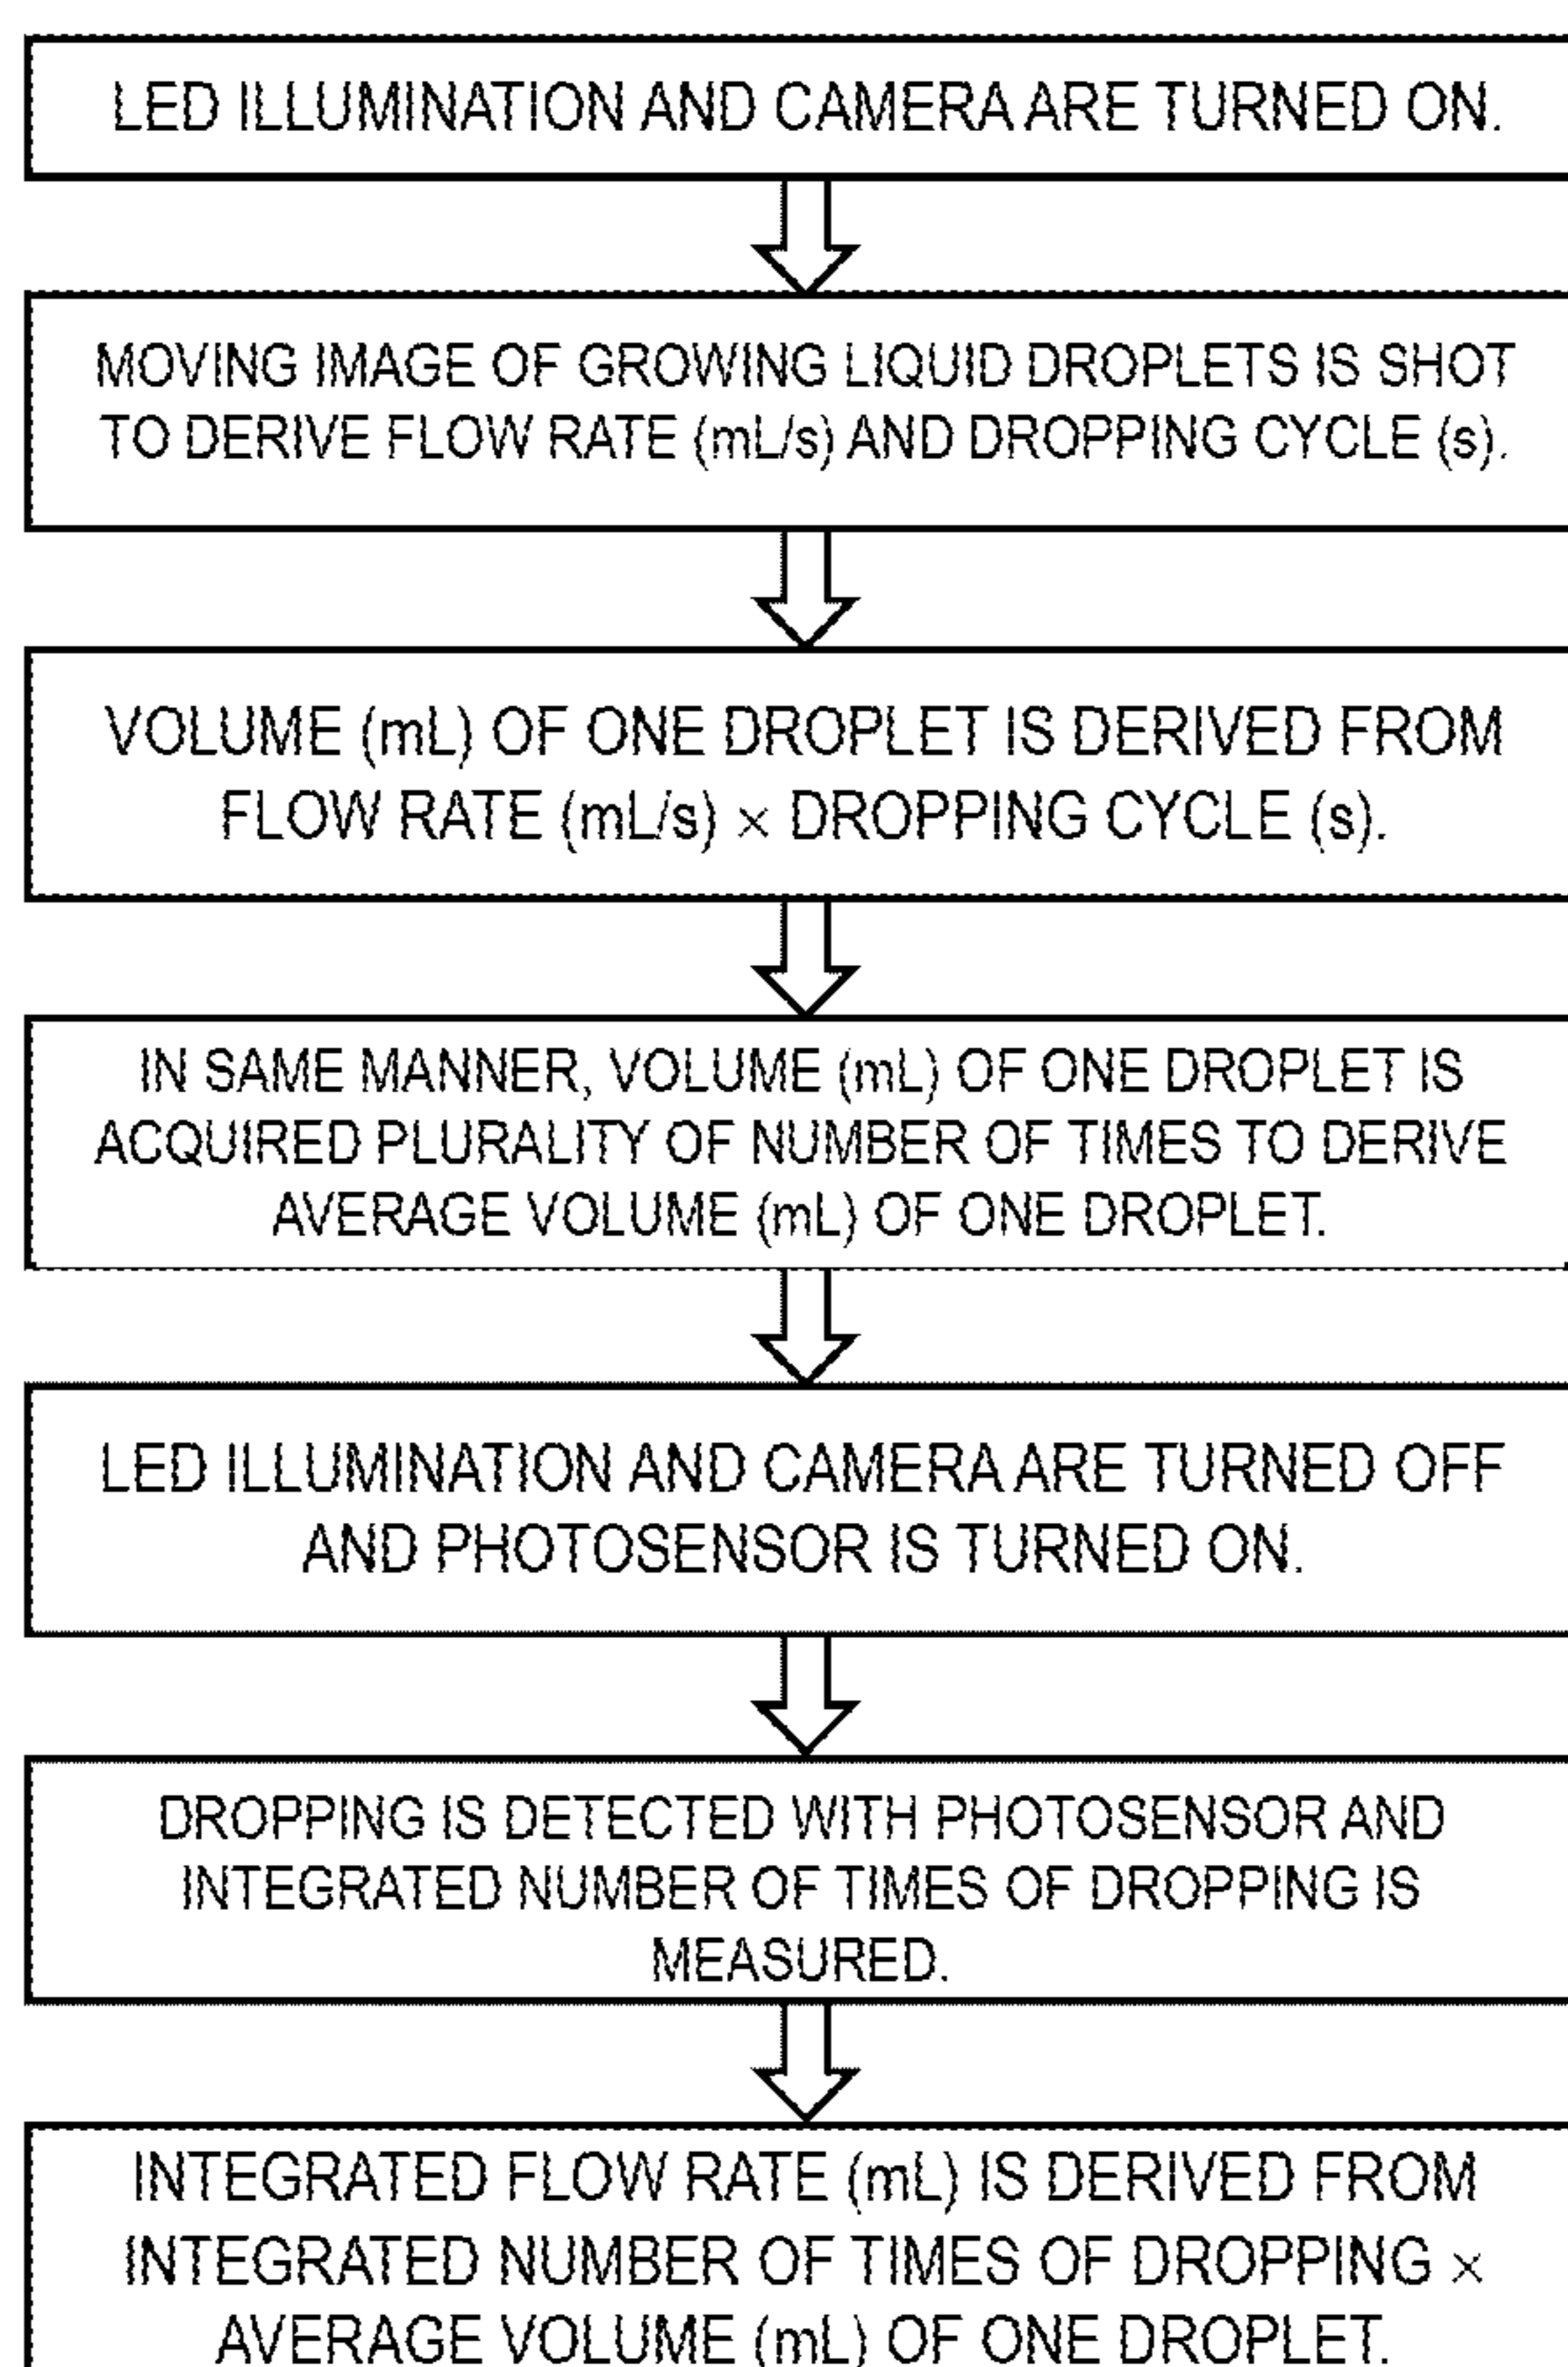 LED ILLUMINATION AND CAMERA ARE TURNED ON.
MOVING IMAGE OF GROWING LIQUID DROPLETS IS SHOT
TO DERIVE FLOW RATE (mL/s) AND DROPPING CYCLE (s).
VOLUME (mL) OF ONE DROPLET IS DERIVED FROM
FLOW RATE (mL/s) × DROPPING CYCLE (s).
IN SAME MANNER, VOLUME (mL) OF ONE DROPLET IS
ACQUIRED PLURALITY OF NUMBER OF TIMES TO DERIVE
AVERAGE VOLUME (mL) OF ONE DROPLET.
LED ILLUMINATION AND CAMERA ARE TURNED OFF
AND PHOTOSENSOR IS TURNED ON.
DROPPING IS DETECTED WITH PHOTOSENSOR AND
INTEGRATED NUMBER OF TIMES OF DROPPING IS
MEASURED.
INTEGRATED FLOW RATE (mL) IS DERIVED FROM
INTEGRATED NUMBER OF TIMES OF DROPPING ×
AVERAGE VOLUME (mL) OF ONE DROPLET.